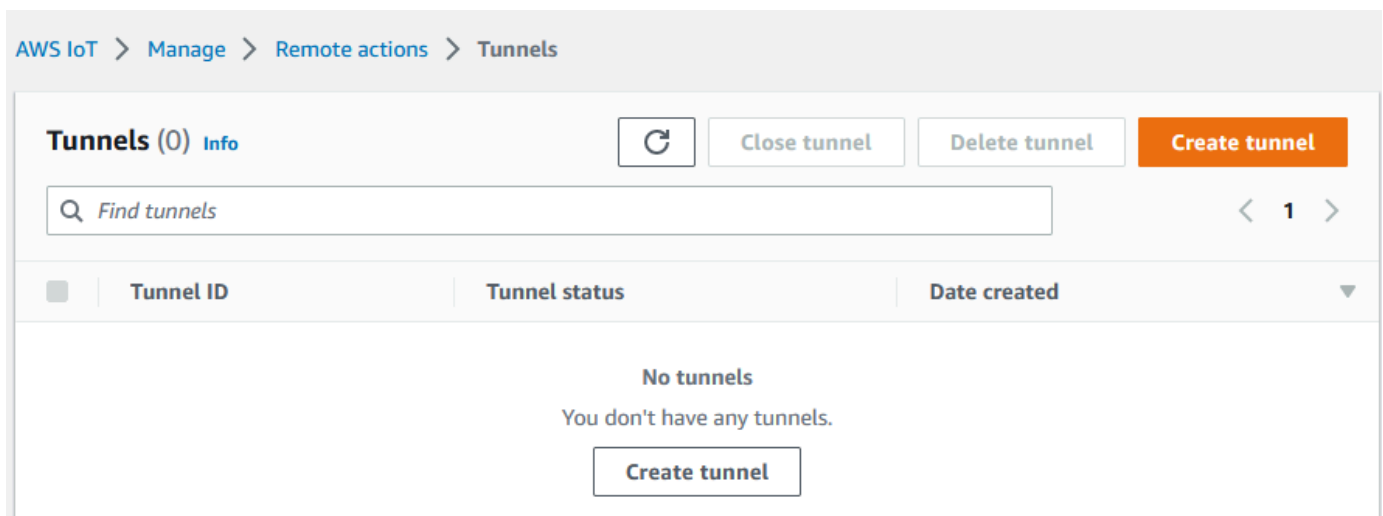 AWS IoT > Manage > Remote actions > Tunnels
Tunnels (0) Info
Close tunnel
Delete tunnel
Create tunnel
Find tunnels
< 1 >
Tunnel ID
Tunnel status
Date created
No tunnels
You don't have any tunnels.
Create tunnel